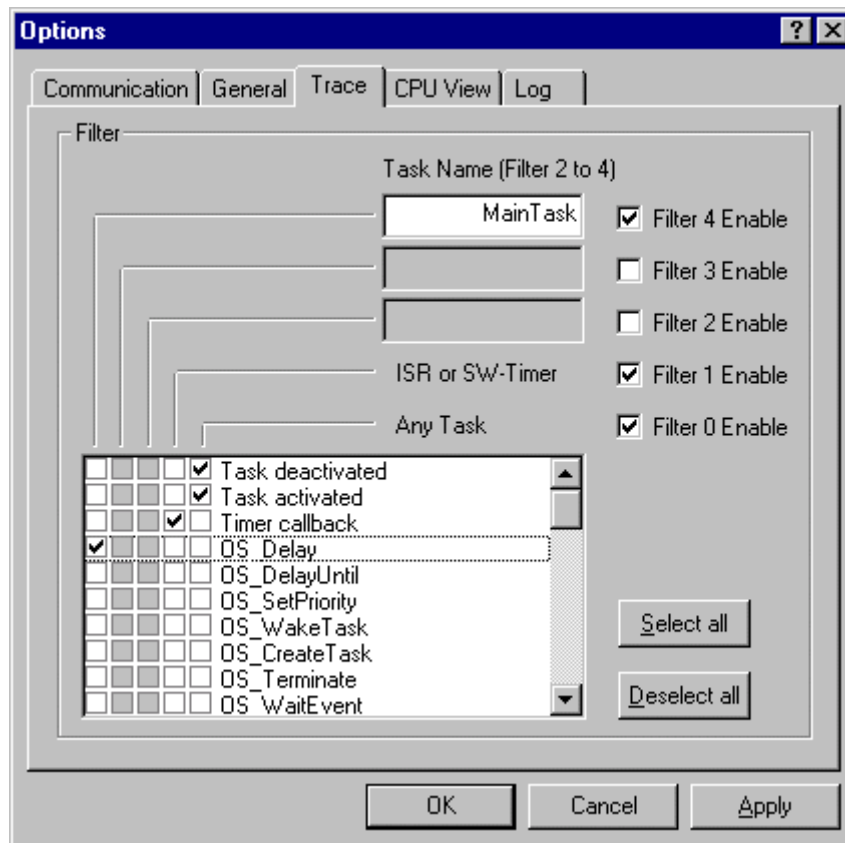 Options
Communication General Trace CPU View Log
Filter
Task Name (Filter 2 to 4)
MainTask Filter 4 Enable
Filter 3 Enable
Filter 2 Enable
ISR or SW-Timer Filter 1 Enable
Any Task Filter 0 Enable
Task deactivated
Task activated
Timer callback
OS_Delay
OS_DelayUntil
OS_SetPriority
OS_WakeTask
OS_CreateTask
OS_Terminate
OS_WaitEvent
Select all
Deselect all
OK Cancel Apply